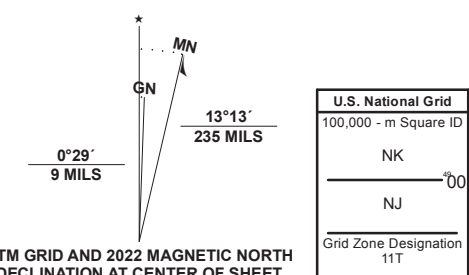 ★
MN
GN
13°13´
235 MILS
0°29´
9 MILS
TM GRID AND 2022 MAGNETIC NORTH
DECLINATION AT CENTER OF SHEET
U.S. National Grid
100,000 - m Square ID
NK
4900
NJ
Grid Zone Designation
11T